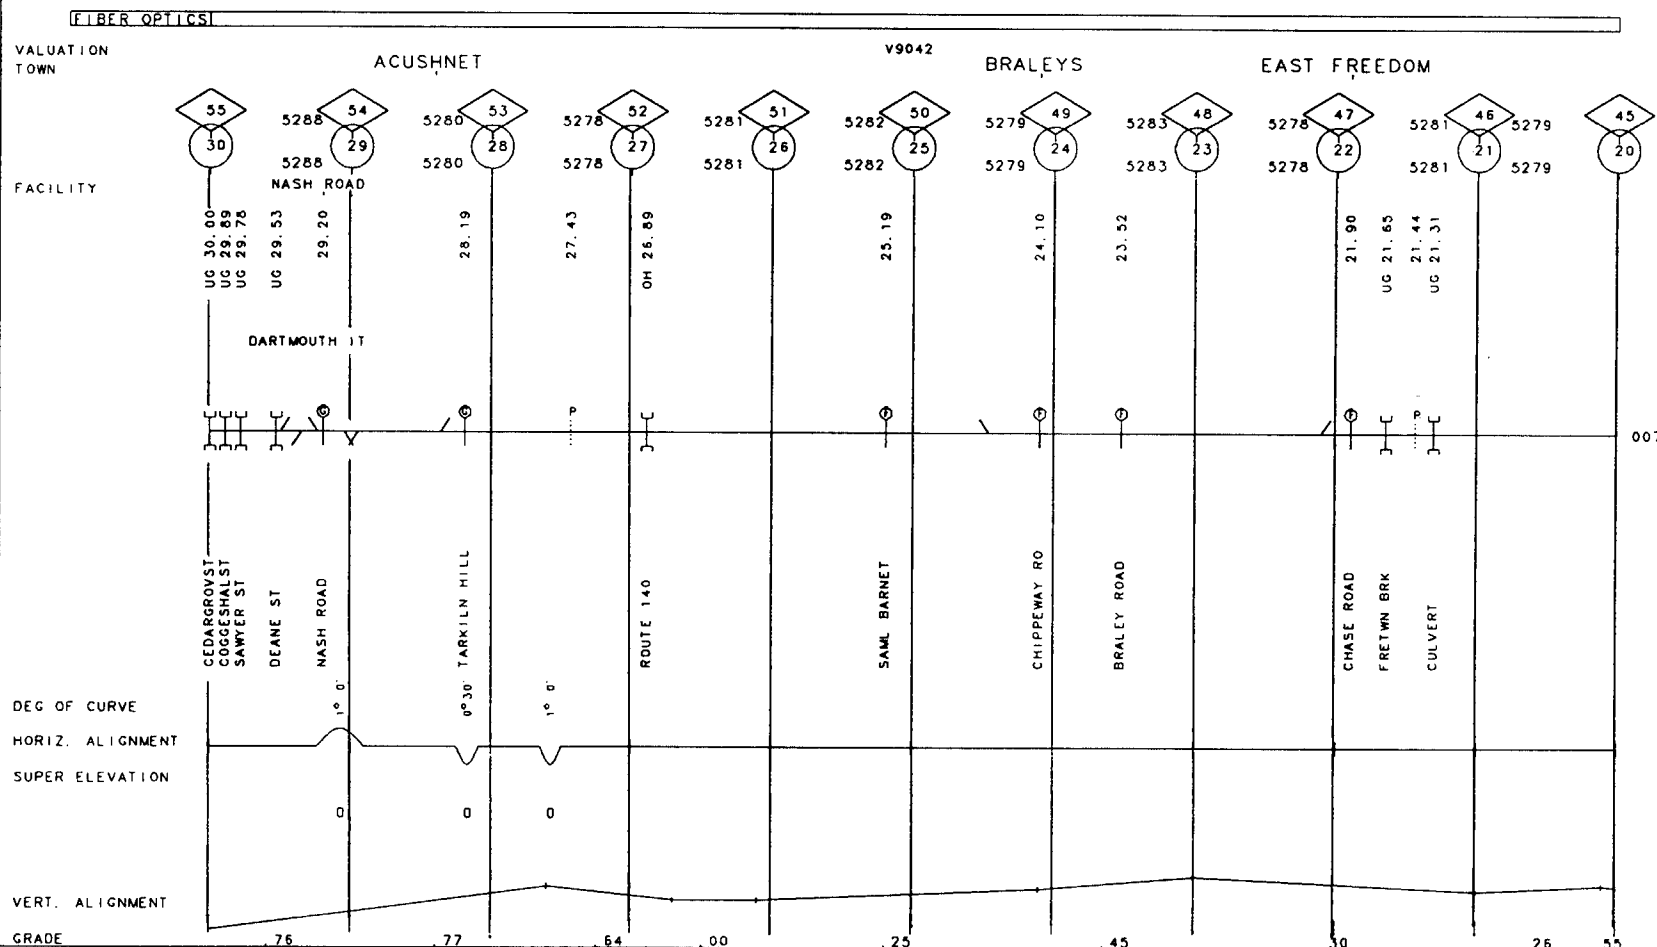 FIBER OPTICS
VALUATION V9042
TOWN ACUSHNET BRALEYS EAST FREEDOM
55 5288 54 5280 53 5278 52 5281 51 5282 50 5279 49 5283 48 5278 47 5281 46 5279 45
30 5288 29 5280 28 5278 27 5281 26 5282 25 5279 24 5283 23 5278 22 5281 21 5279 20
FACILITY NASH ROAD
UG 30.00
UG 29.89
UG 29.78
UG 29.53
29.20
28.19
27.43
OH 26.89
25.19
24.10
23.52
21.90
UG 21.65
21.44
UG 21.31
DARTMOUTH
G G P F F F F P
007
CEDARGROVST
COGGESHALST
SAWYER ST
DEANE ST
NASH ROAD
TARKILN HILL
ROUTE 140
SAML BARNET
CHIPPEWAY RO
BRALEY ROAD
CHASE ROAD
FRETWN BRK
CULVERT
DEG OF CURVE 1° 0' 0°30' 1° 0'
HORIZ. ALIGNMENT
SUPER ELEVATION
0 0 0
VERT. ALIGNMENT
GRADE .76 .77 .64 .00 .25 .45 .30 .26 .55